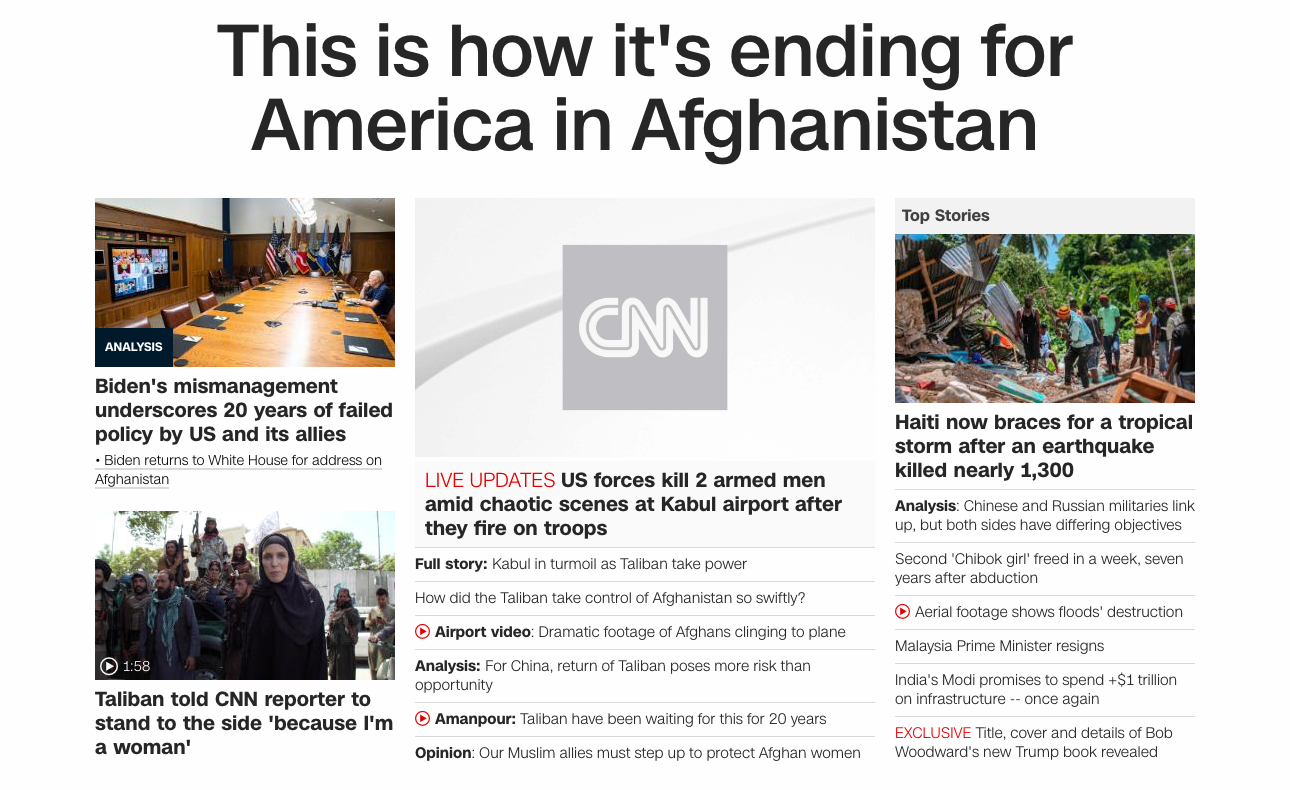 This is how it's ending for
America in Afghanistan
ANALYSIS
Biden's mismanagement
underscores 20 years of failed
policy by US and its allies
• Biden returns to White House for address on
Afghanistan
1:58
Taliban told CNN reporter to
stand to the side 'because I'm
a woman'
CNN
LIVE UPDATES US forces kill 2 armed men
amid chaotic scenes at Kabul airport after
they fire on troops
Full story: Kabul in turmoil as Taliban take power
How did the Taliban take control of Afghanistan so swiftly?
Airport video: Dramatic footage of Afghans clinging to plane
Analysis: For China, return of Taliban poses more risk than
opportunity
Amanpour: Taliban have been waiting for this for 20 years
Opinion: Our Muslim allies must step up to protect Afghan women
Top Stories
Haiti now braces for a tropical
storm after an earthquake
killed nearly 1,300
Analysis: Chinese and Russian militaries link
up, but both sides have differing objectives
Second 'Chibok girl' freed in a week, seven
years after abduction
Aerial footage shows floods' destruction
Malaysia Prime Minister resigns
India's Modi promises to spend +$1 trillion
on infrastructure -- once again
EXCLUSIVE Title, cover and details of Bob
Woodward's new Trump book revealed